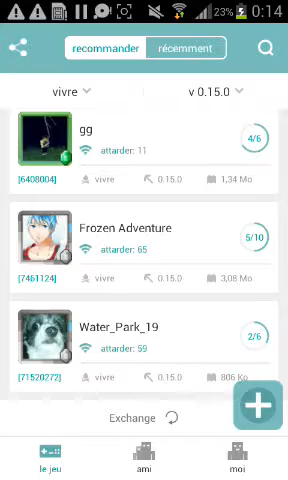 23% 0:14
recommander récemment
vivre v 0.15.0
gg
4/6
attarder: 11
[6408004] vivre 0.15.0 1,34 Mo
Frozen Adventure
5/10
attarder: 65
[7461124] vivre 0.15.0 3,08 Mo
Water_Park_19
2/6
attarder: 59
[71520272] vivre 0.15.0 806 Ko
Exchange
le jeu ami moi